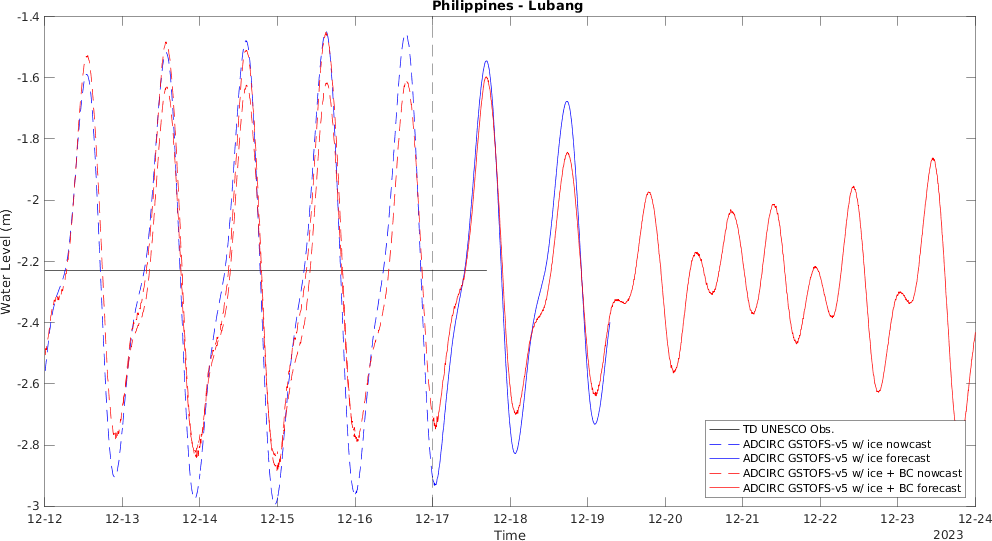 Philippines - Lubang
-1.4
-1.6
-1.8
-2
-2.2
-2.4
-2.6
-2.8
-3
Water Level (m)
TD UNESCO Obs.
ADCIRC GSTOFS-v5 w/ ice nowcast
ADCIRC GSTOFS-v5 w/ ice forecast
ADCIRC GSTOFS-v5 w/ ice + BC nowcast
ADCIRC GSTOFS-v5 w/ ice + BC forecast
12-12 12-13 12-14 12-15 12-16 12-17 12-18 12-19 12-20 12-21 12-22 12-23 12-24
Time
2023